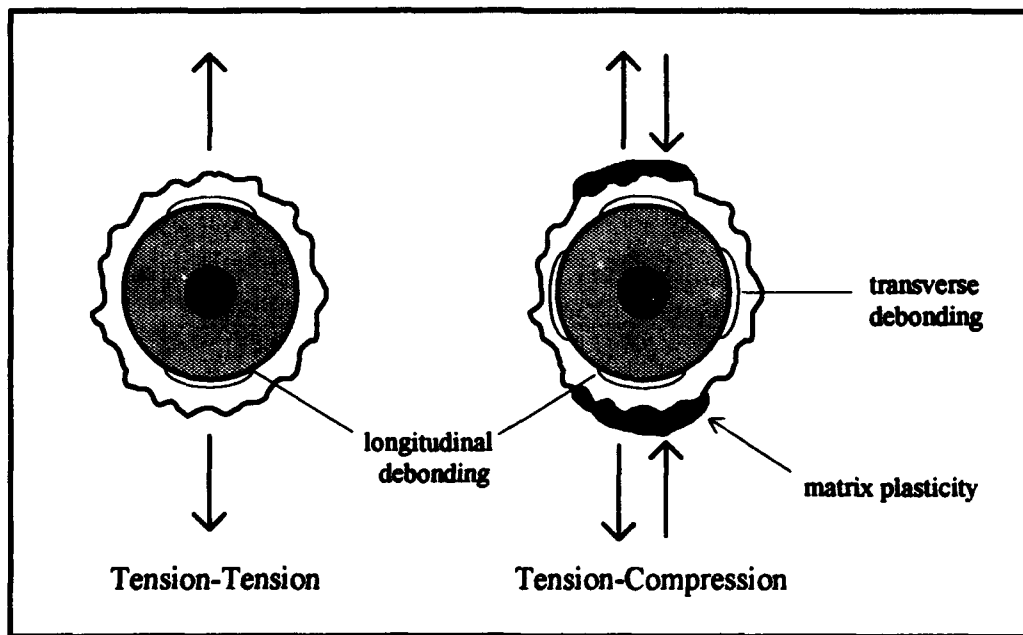 transverse
debonding
longitudinal
debonding
matrix plasticity
Tension-Tension
Tension-Compression